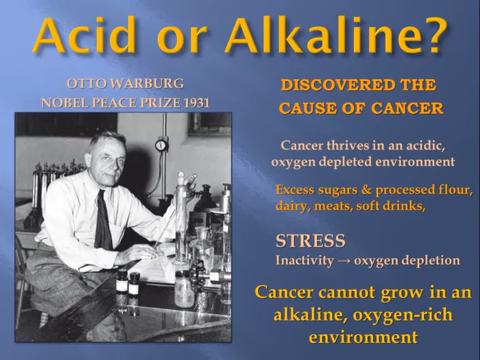 Acid or Alkaline?
OTTO WARBURG
NOBEL PEACE PRIZE 1931
DISCOVERED THE
CAUSE OF CANCER
Cancer thrives in an acidic,
oxygen depleted environment
Excess sugars & processed flour,
dairy, meats, soft drinks,
STRESS
Inactivity → oxygen depletion
Cancer cannot grow in an
alkaline, oxygen-rich
environment